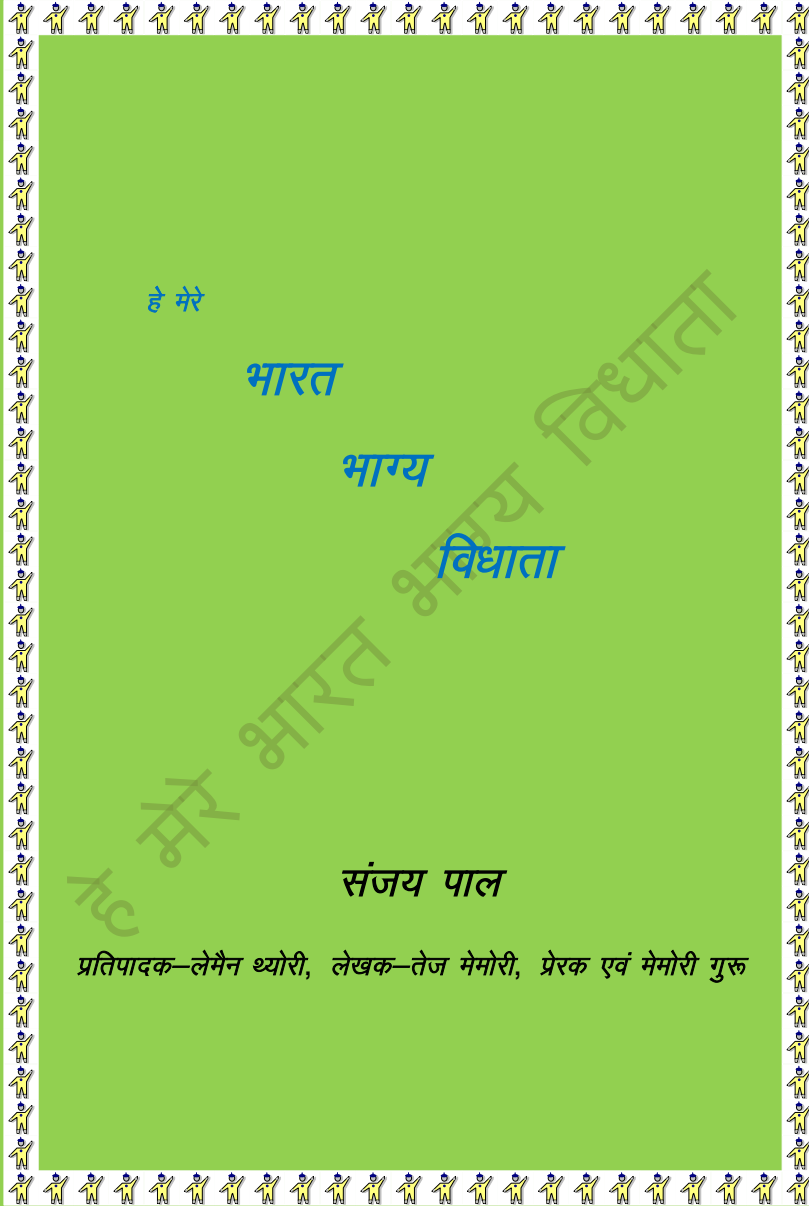 हे मेरे
भारत
भाग्य
विधाता
हे मेरे भारत भाग्य विधाता
संजय पाल
प्रतिपादक–लेमैन थ्योरी, लेखक–तेज मेमोरी, प्रेरक एवं मेमोरी गुरू